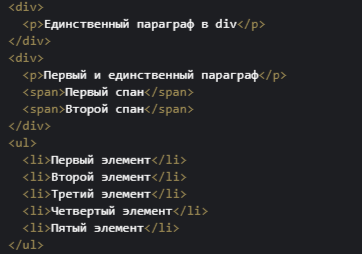 <div>
<p>Единственный параграф в div</p>
</div>
<div>
<p>Первый и единственный параграф</p>
<span>Первый спан</span>
<span>Второй спан</span>
</div>
<ul>
<li>Первый элемент</li>
<li>Второй элемент</li>
<li>Третий элемент</li>
<li>Четвертый элемент</li>
<li>Пятый элемент</li>
</ul>